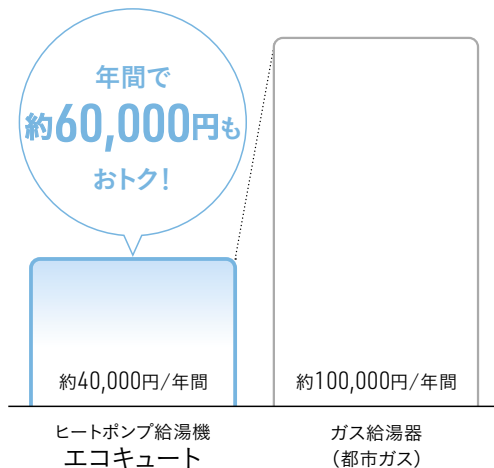 年間で
約60,000円も
おトク!
約40,000円/年間
約100,000円/年間
ヒートポンプ給湯機
エコキュート
ガス給湯器
(都市ガス)